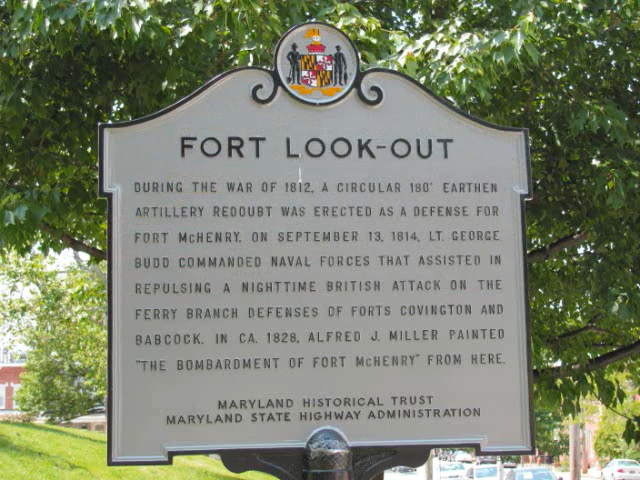 FORT LOOK-OUT
DURING THE WAR OF 1812, A CIRCULAR 180' EARTHEN
ARTILLERY REDOUBT WAS ERECTED AS A DEFENSE FOR
FORT McHENRY. ON SEPTEMBER 13, 1814, LT. GEORGE
BUDD COMMANDED NAVAL FORCES THAT ASSISTED IN
REPULSING A NIGHTTIME BRITISH ATTACK ON THE
FERRY BRANCH DEFENSES OF FORTS COVINGTON AND
BABCOCK. IN CA. 1828, ALFRED J. MILLER PAINTED
"THE BOMBARDMENT OF FORT McHENRY" FROM HERE.
MARYLAND HISTORICAL TRUST
MARYLAND STATE HIGHWAY ADMINISTRATION